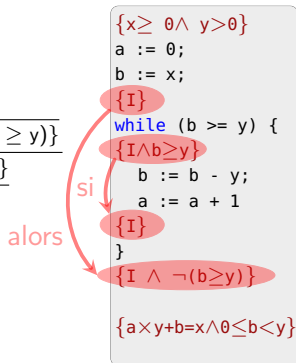 {x≥ 0∧ y>0}
a := 0;
b := x;
{I}
while (b >= y) {
≥ y)}
{I∧b≥y}
}
b := b - y;
si
a := a + 1
{I}
alors
}
{I ∧ ¬(b≥y)}
{a×y+b=x∧0≤b<y}